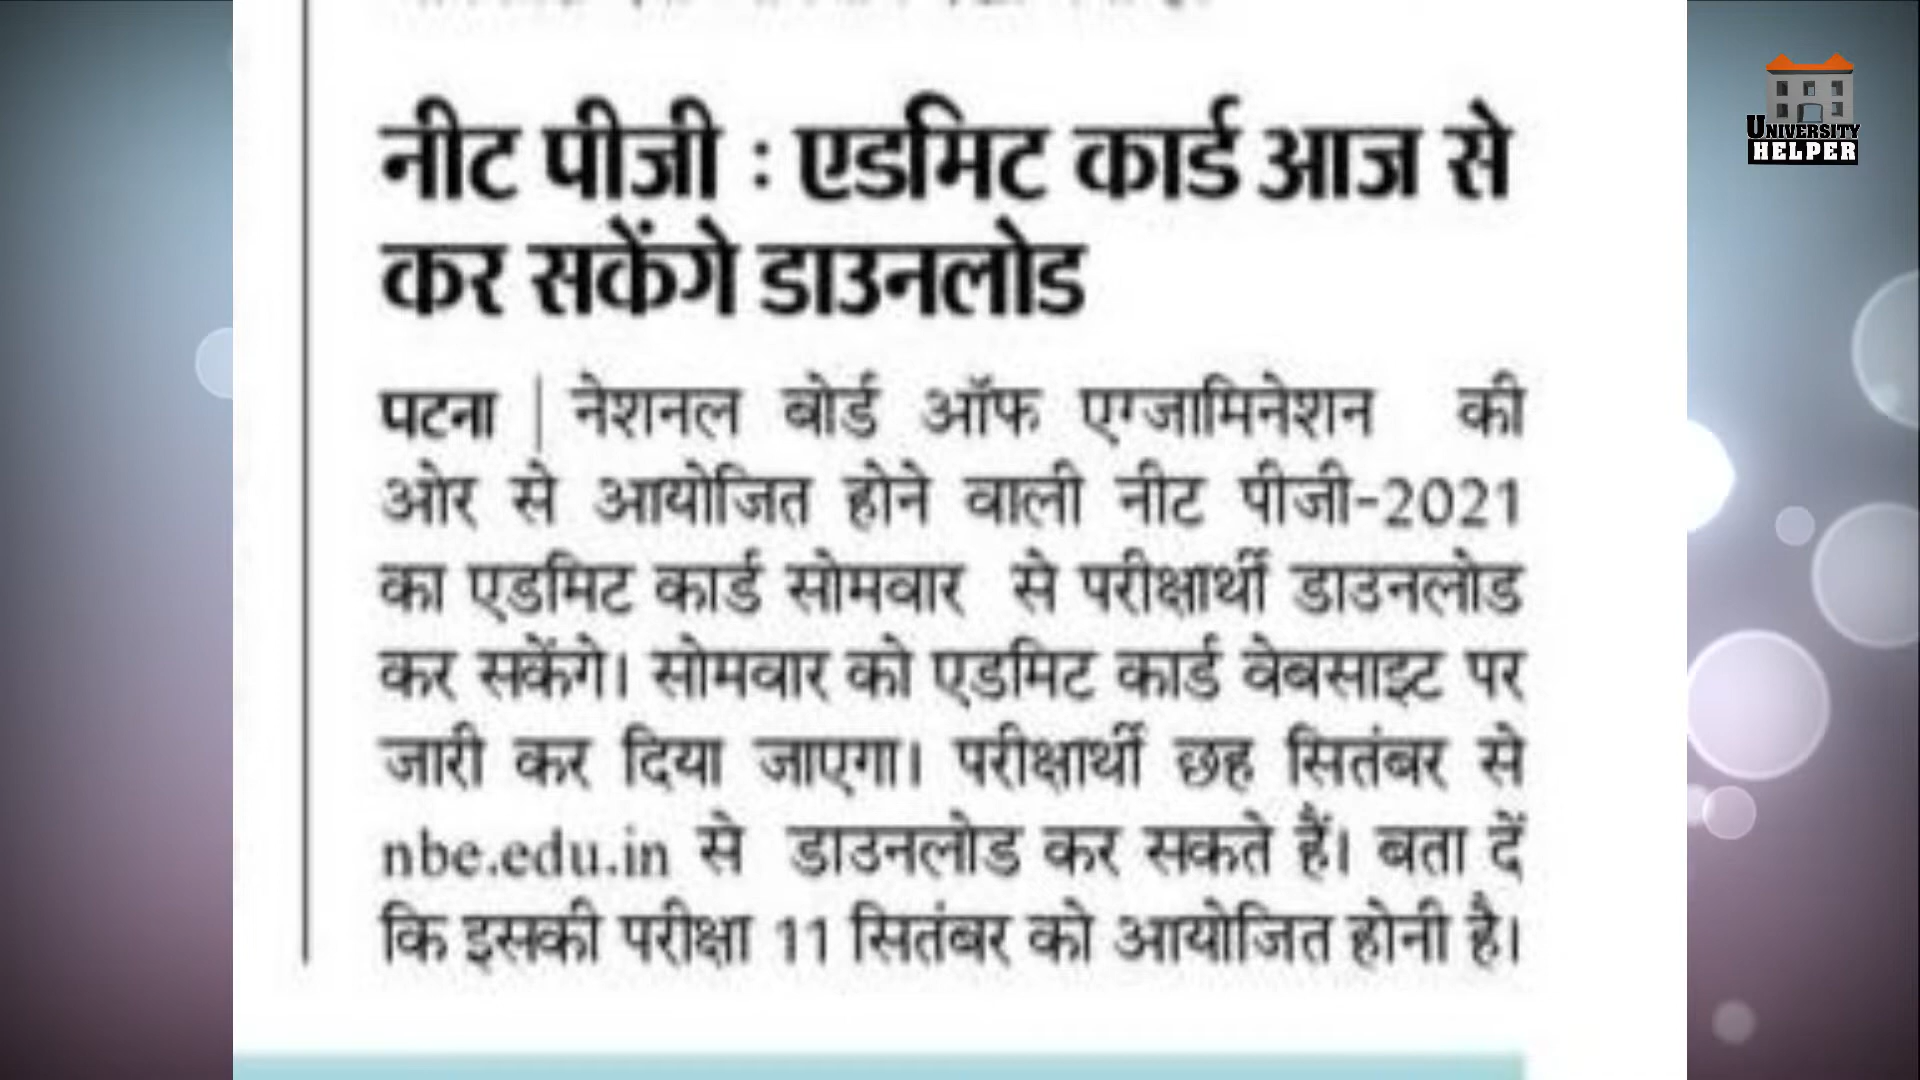 UNIVERSITY
HELPER
नीट पीजी : एडमिट कार्ड आज से
कर सकेंगे डाउनलोड
पटना | नेशनल बोर्ड ऑफ एग्जामिनेशन की
ओर से आयोजित होने वाली नीट पीजी-2021
का एडमिट कार्ड सोमवार से परीक्षार्थी डाउनलोड
कर सकेंगे। सोमवार को एडमिट कार्ड वेबसाइट पर
जारी कर दिया जाएगा। परीक्षार्थी छह सितंबर से
nbe.edu.in से डाउनलोड कर सकते हैं। बता दें
कि इसकी परीक्षा 11 सितंबर को आयोजित होनी है।